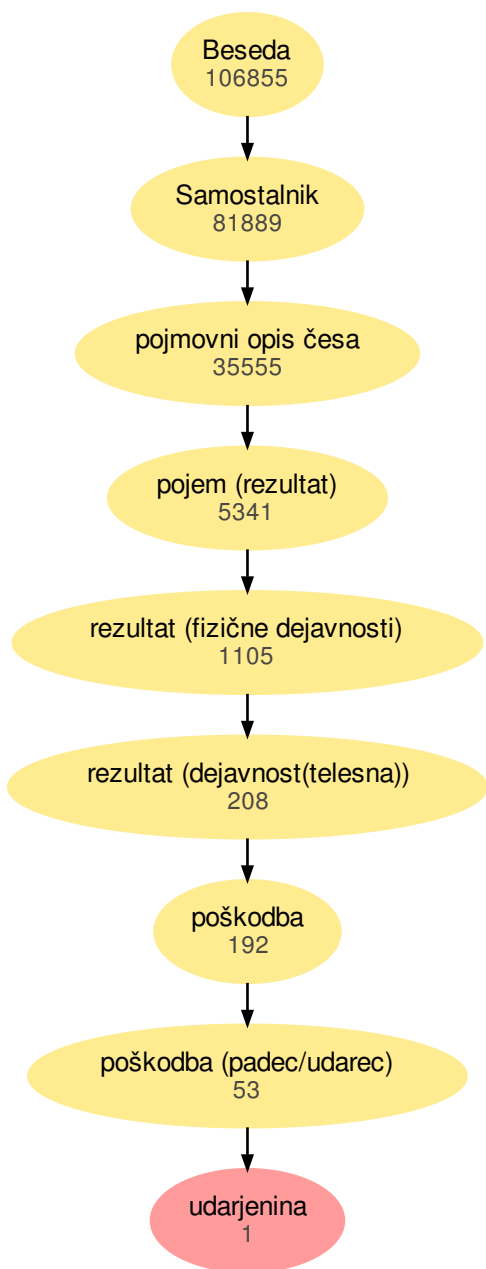 Beseda
106855
Samostalnik
81889
pojmovni opis česa
35555
pojem (rezultat)
5341
rezultat (fizične dejavnosti)
1105
rezultat (dejavnost(telesna))
208
poškodba
192
poškodba (padec/udarec)
53
udarjenina
1